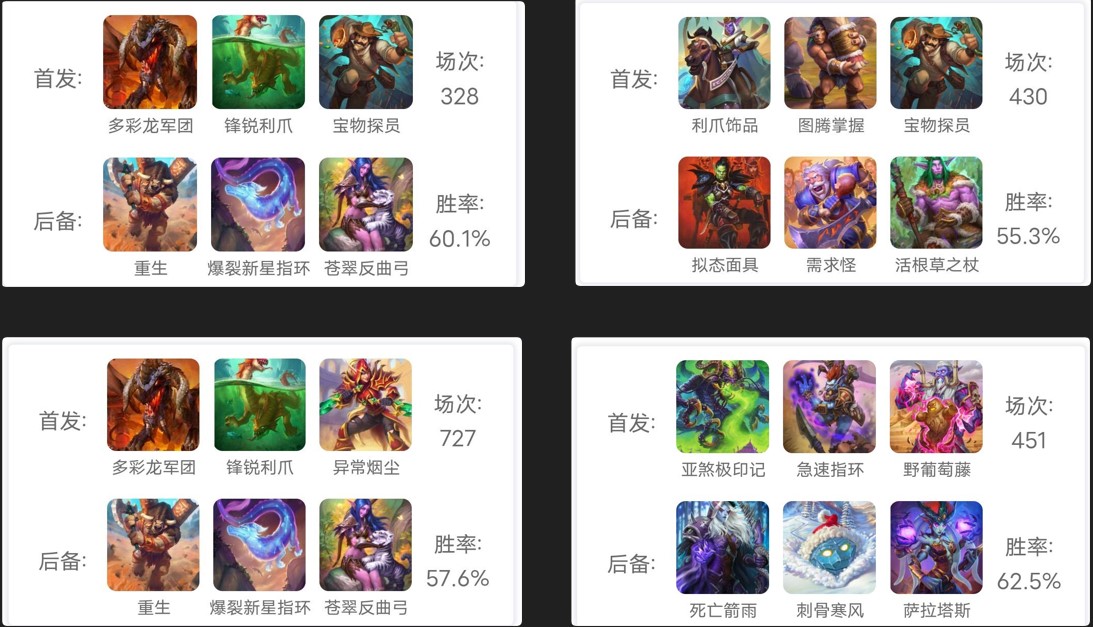 首发:
多彩龙军团
锋锐利爪
宝物探员
场次:
328
后备:
重生
爆裂新星指环
苍翠反曲弓
胜率:
60.1%
首发:
利爪饰品
图腾掌握
宝物探员
场次:
430
后备:
拟态面具
需求怪
活根草之杖
胜率:
55.3%
首发:
多彩龙军团
锋锐利爪
异常烟尘
场次:
727
后备:
重生
爆裂新星指环
苍翠反曲弓
胜率:
57.6%
首发:
亚煞极印记
急速指环
野葡萄藤
场次:
451
后备:
死亡箭雨
刺骨寒风
萨拉塔斯
胜率:
62.5%